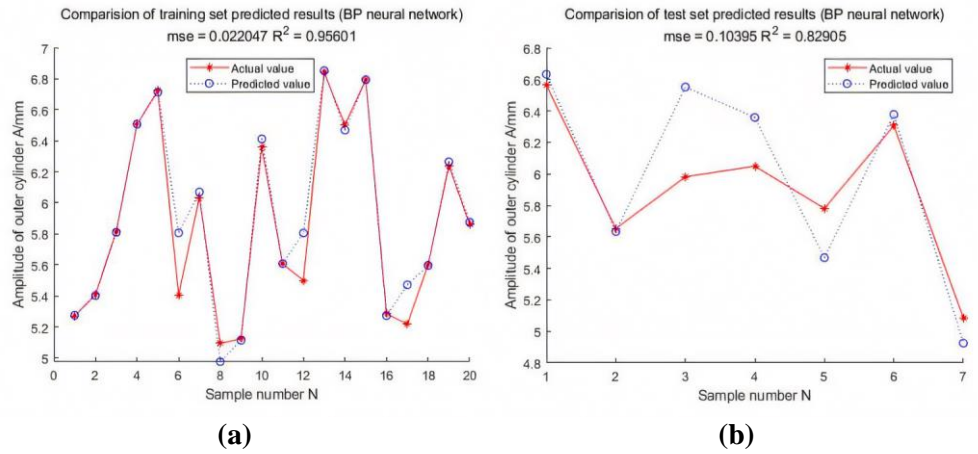 Comparision of training set predicted results (BP neural network)
mse = 0.022047 R² = 0.95601
Amplitude of outer cylinder A/mm
7
6.8
6.6
6.4
6.2
6
5.8
5.6
5.4
5.2
5
Actual value
Predicted value
0 2 4 6 8 10 12 14 16 18 20
Sample number N
(a)
Comparision of test set predicted results (BP neural network)
mse = 0.10395 R² = 0.82905
Amplitude of outer cylinder A/mm
6.8
6.6
6.4
6.2
6
5.8
5.6
5.4
5.2
5
4.8
Actual value
Predicted value
1 2 3 4 5 6 7
Sample number N
(b)